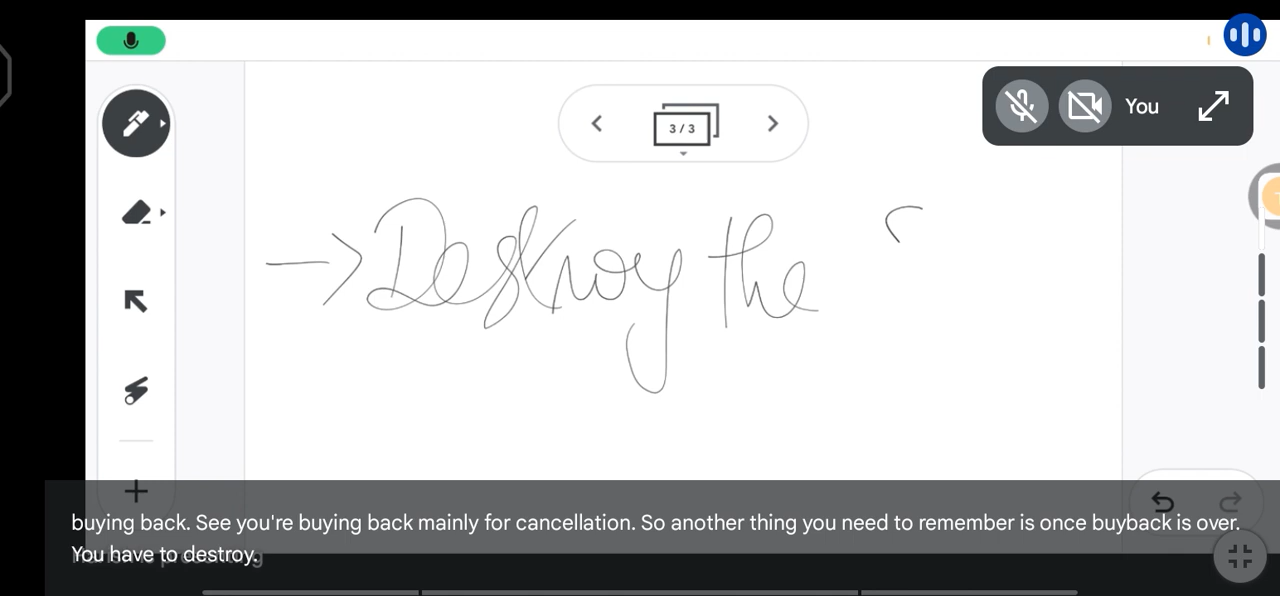 3 / 3
You
→ Destroy the
buying back. See you're buying back mainly for cancellation. So another thing you need to remember is once buyback is over.
You have to destroy.